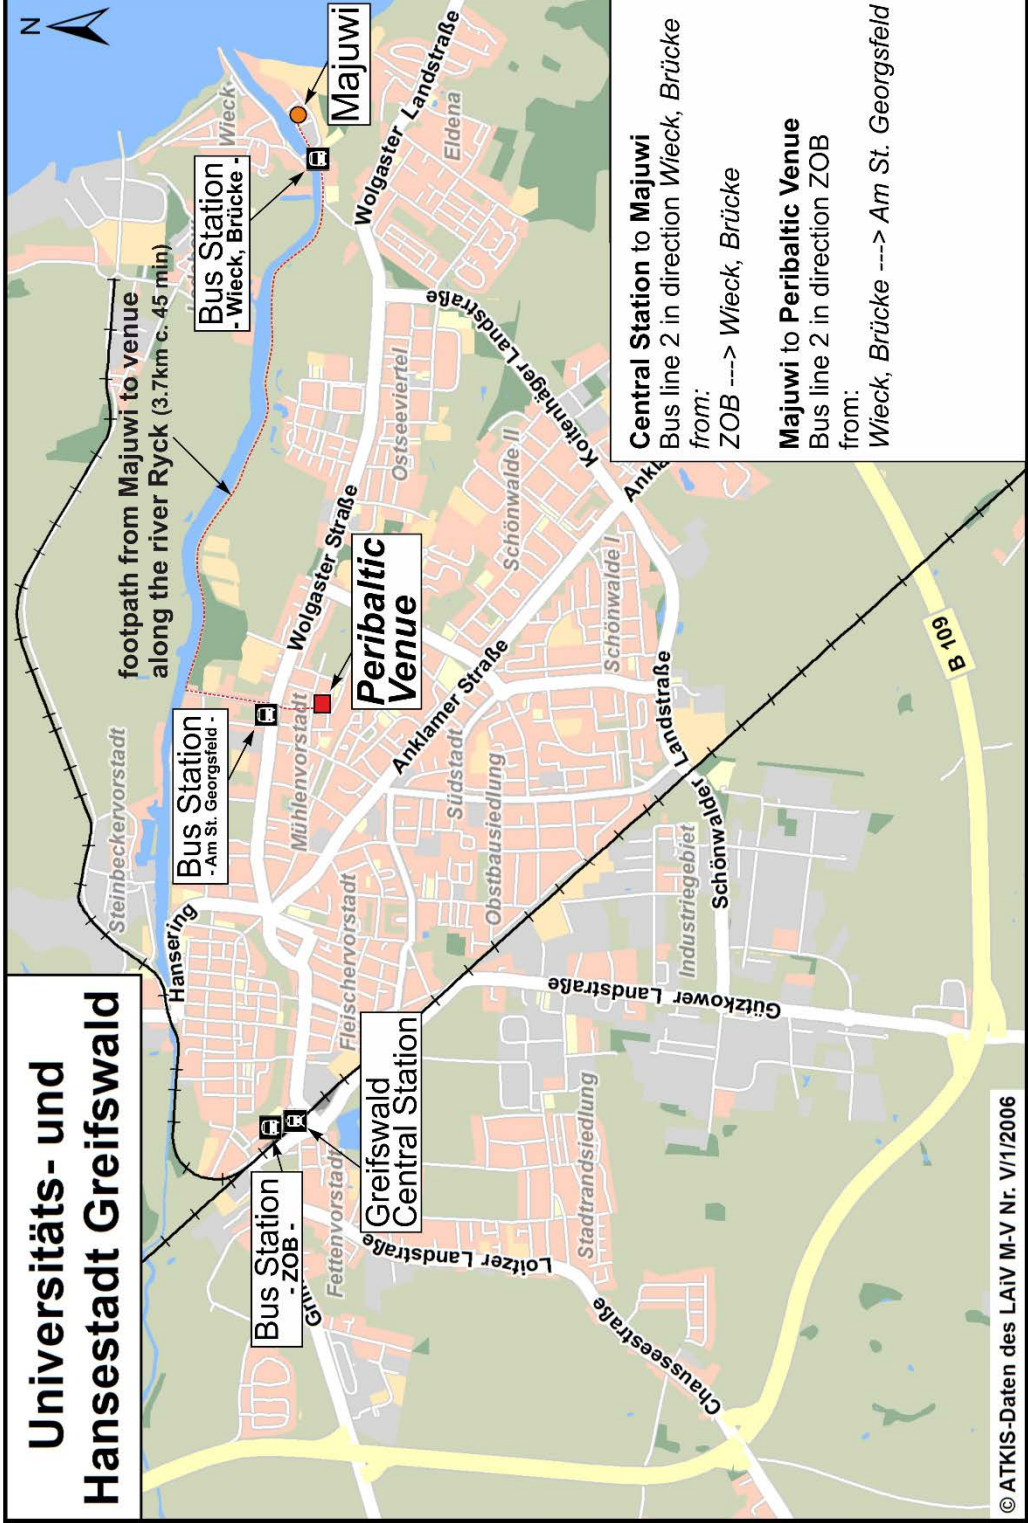 Universitäts- und
Hansestadt Greifswald
N
footpath from Majuwi to venue
along the river Ryck (3.7km c. 45 min)
Bus Station
- Wieck, Brücke -
Wieck
Majuwi
Steinbeckervorstadt
Hansering
Bus Station
- Am St. Georgsfeld -
Wolgaster Straße
Wolgaster Landstraße
Eldena
Mühlenvorstadt
Peribaltic
Venue
Ostseeviertel
Bus Station
- ZOB -
Greifswald
Central Station
Fettenvorstadt
Fleischervorstadt
Anklamer Straße
Südstadt
Obstbausiedlung
Schönwalde II
Schönwalde I
Koitenhäger Landstraße
Loitzer Landstraße
Stadtrandsiedlung
Gützkower Landstraße
Industriegebiet
Schönwalder Landstraße
Chausseestraße
B 109
Central Station to Majuwi
Bus line 2 in direction Wieck, Brücke
from:
ZOB ---> Wieck, Brücke
Majuwi to Peribaltic Venue
Bus line 2 in direction ZOB
from:
Wieck, Brücke ---> Am St. Georgsfeld
© ATKIS-Daten des LAiV M-V Nr. V/1/2006